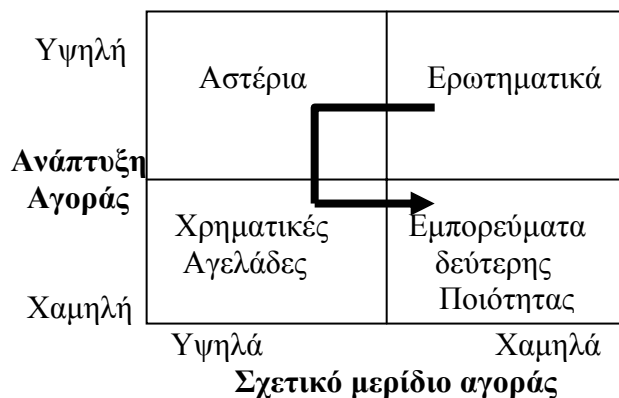 Υψηλή
Αστέρια
Ερωτηματικά
Ανάπτυξη
Αγοράς
Χρηματικές
Αγελάδες
Εμπορεύματα
δεύτερης
Ποιότητας
Χαμηλή
Υψηλά
Χαμηλά
Σχετικό μερίδιο αγοράς